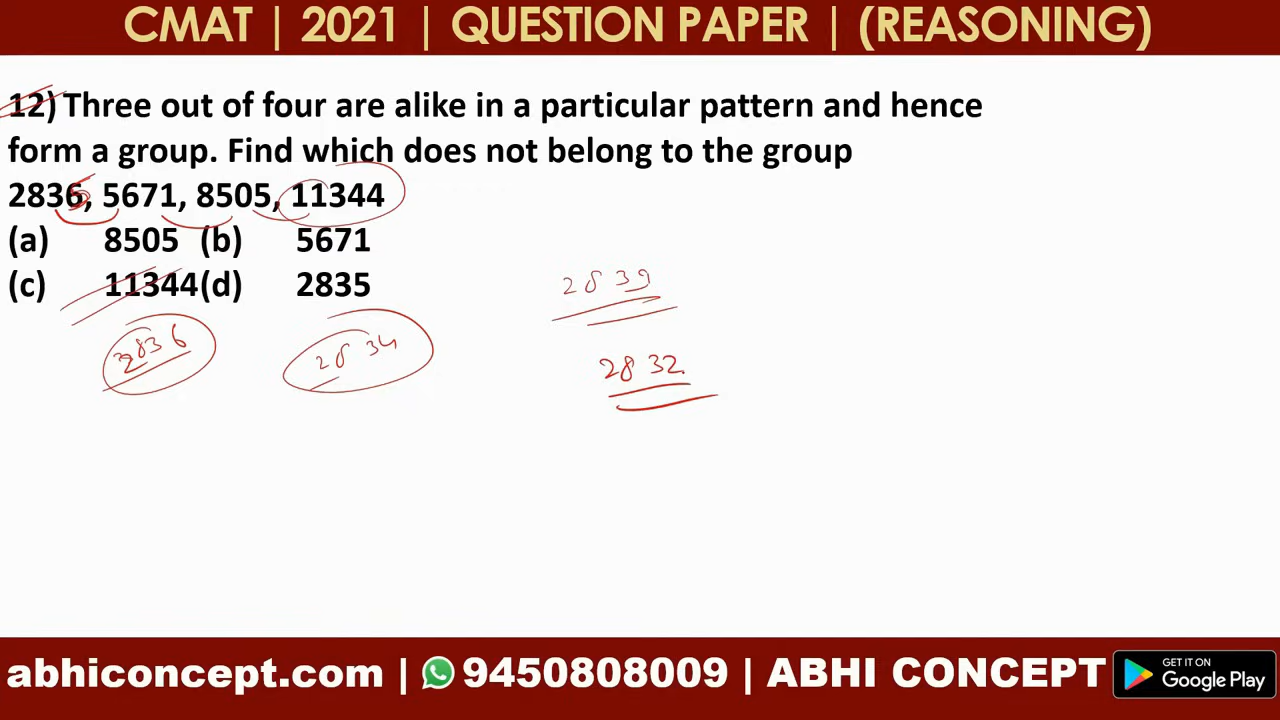 CMAT | 2021 | QUESTION PAPER | (REASONING)
12) Three out of four are alike in a particular pattern and hence
form a group. Find which does not belong to the group
2836, 5671, 8505, 11344
5
(a) 8505 (b) 5671
(c) 11344 (d) 2835
2839
2836
2834
2832
abhiconcept.com | 9450808009 | ABHI CONCEPT
GET IT ON
Google Play